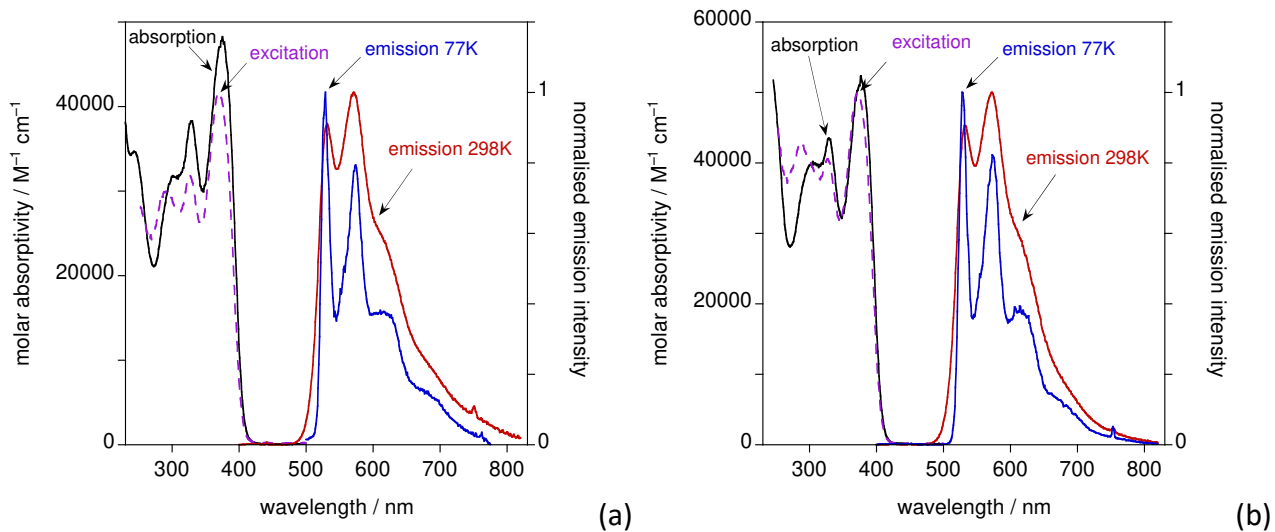 absorption
excitation
emission 77K
emission 298K
molar absorptivity / M⁻¹ cm⁻¹
normalised emission intensity
40000
20000
0
1
0
300 400 500 600 700 800
wavelength / nm
(a)
60000
absorption
excitation
emission 77K
emission 298K
molar absorptivity / M⁻¹ cm⁻¹
normalised emission intensity
40000
20000
0
1
0
300 400 500 600 700 800
wavelength / nm
(b)